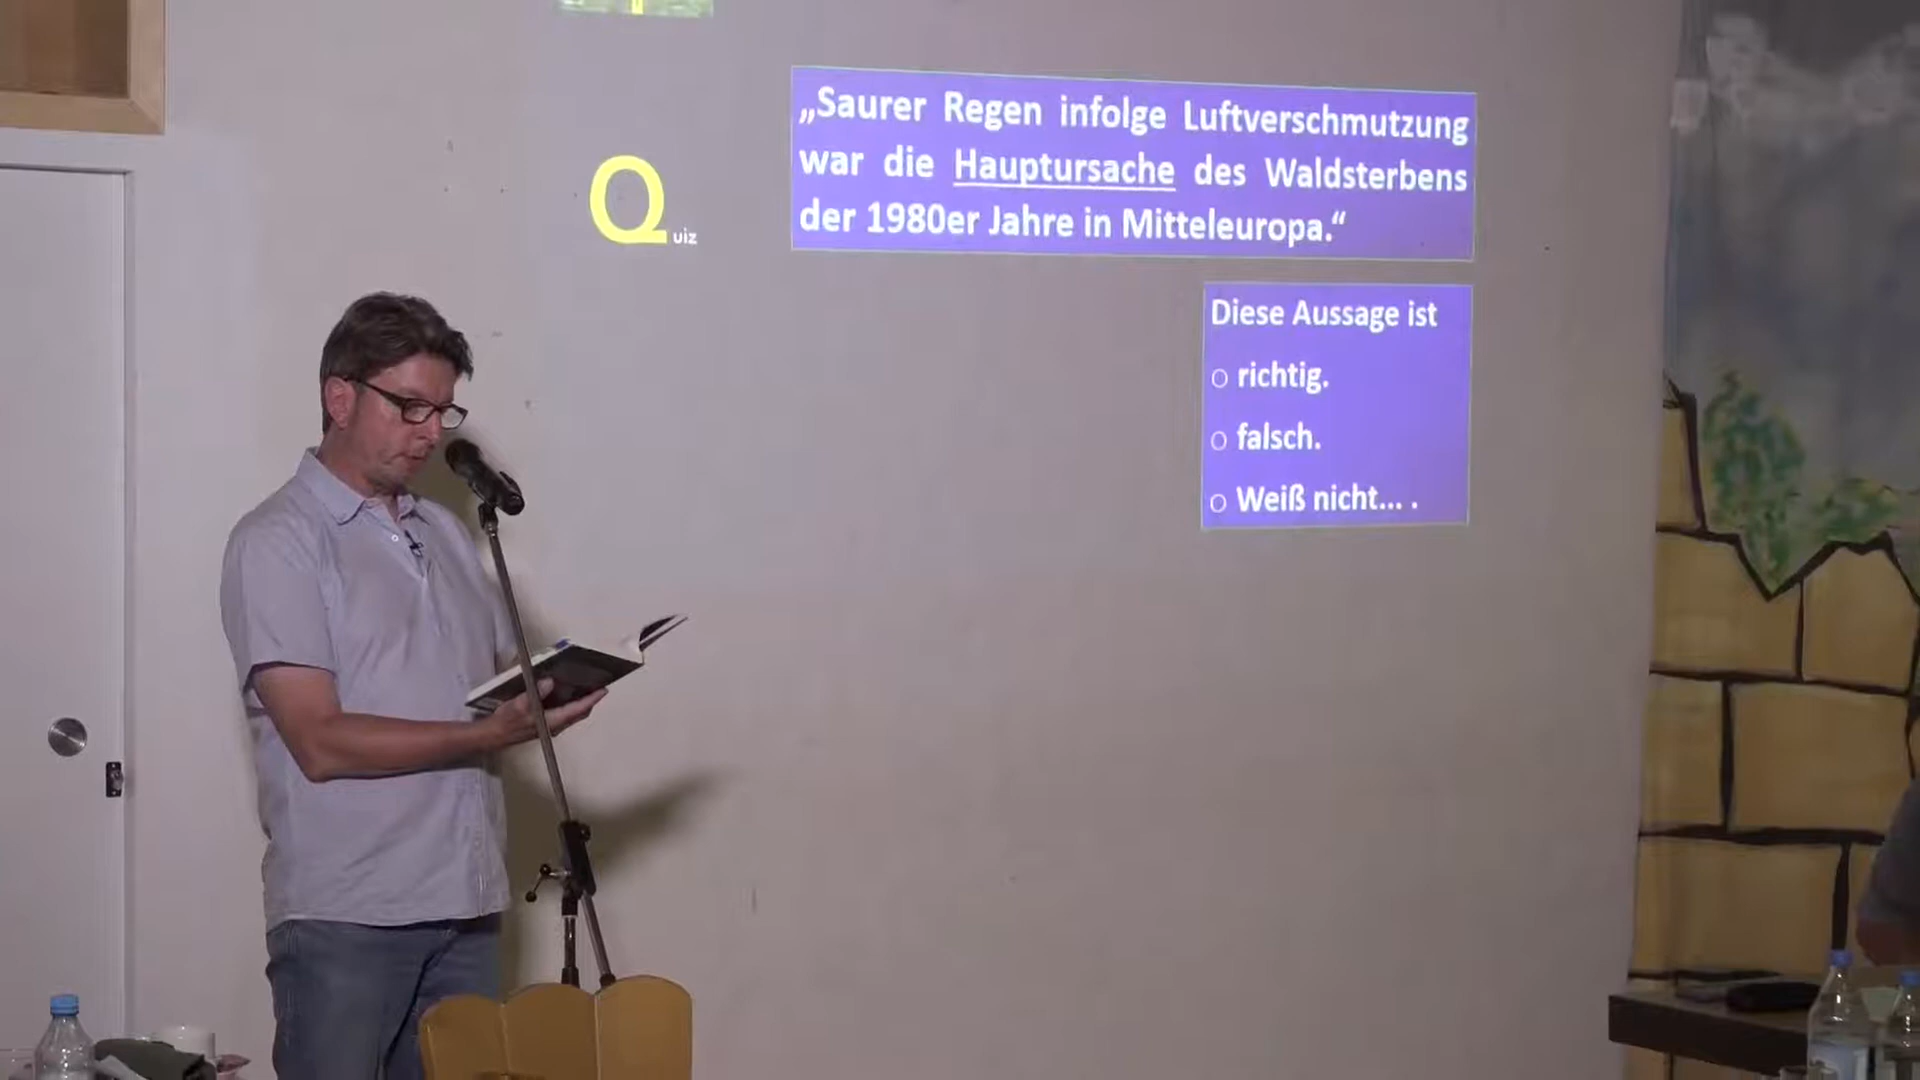 „Saurer Regen infolge Luftverschmutzung
war die Hauptursache des Waldsterbens
der 1980er Jahre in Mitteleuropa.“
Quiz
Diese Aussage ist
o richtig.
o falsch.
o Weiß nicht... .